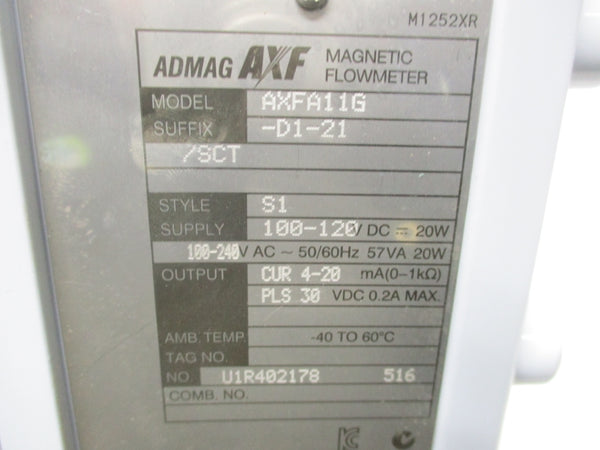 M1252XR
ADMAG AXF MAGNETIC FLOWMETER
MODEL AXFA11G
SUFFIX -D1-21
/SCT
STYLE S1
SUPPLY 100-120V DC ⎓ 20W
100-240V AC ~ 50/60Hz 57VA 20W
OUTPUT CUR 4-20 mA(0–1kΩ)
PLS 30 VDC 0.2A MAX.
AMB. TEMP. -40 TO 60°C
TAG NO.
NO. U1R402178 516
COMB. NO.